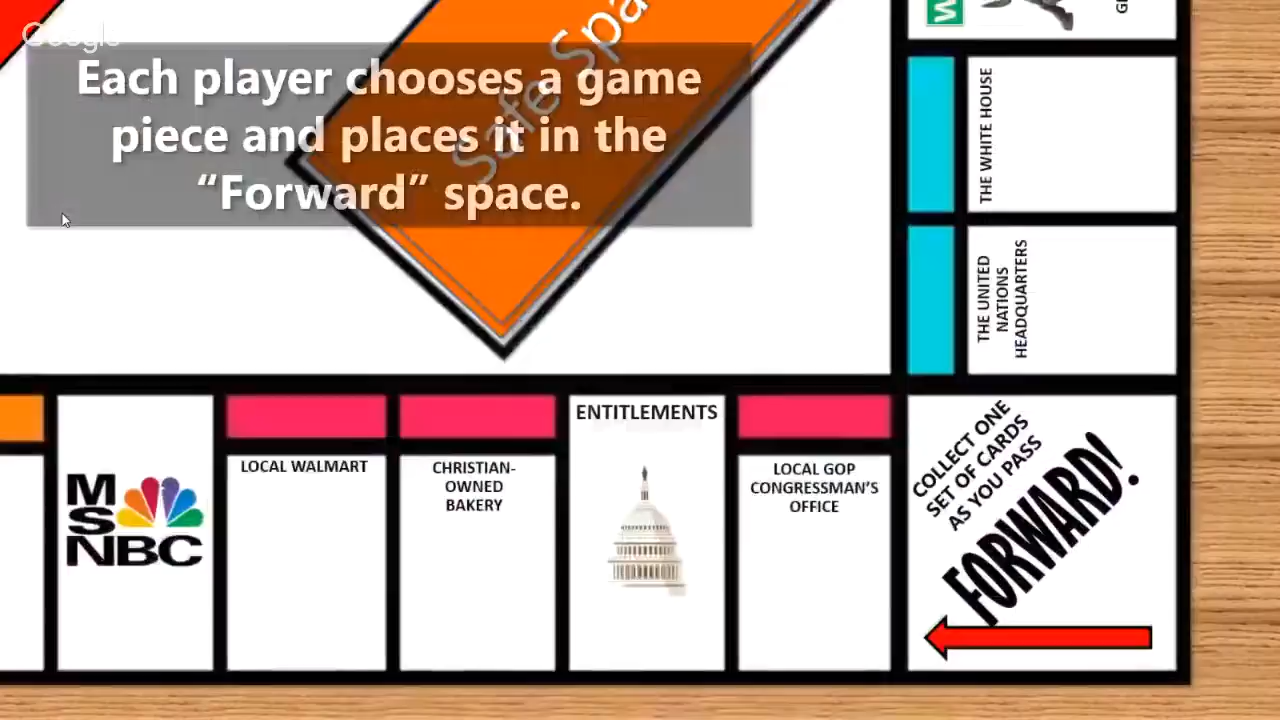 Google
Each player chooses a game
piece and places it in the
“Forward” space.
Safe Spa
W
GE
THE WHITE HOUSE
THE UNITED
NATIONS
HEADQUARTERS
M
S
NBC
LOCAL WALMART
CHRISTIAN-
OWNED
BAKERY
ENTITLEMENTS
LOCAL GOP
CONGRESSMAN’S
OFFICE
COLLECT ONE
SET OF CARDS
AS YOU PASS
FORWARD!